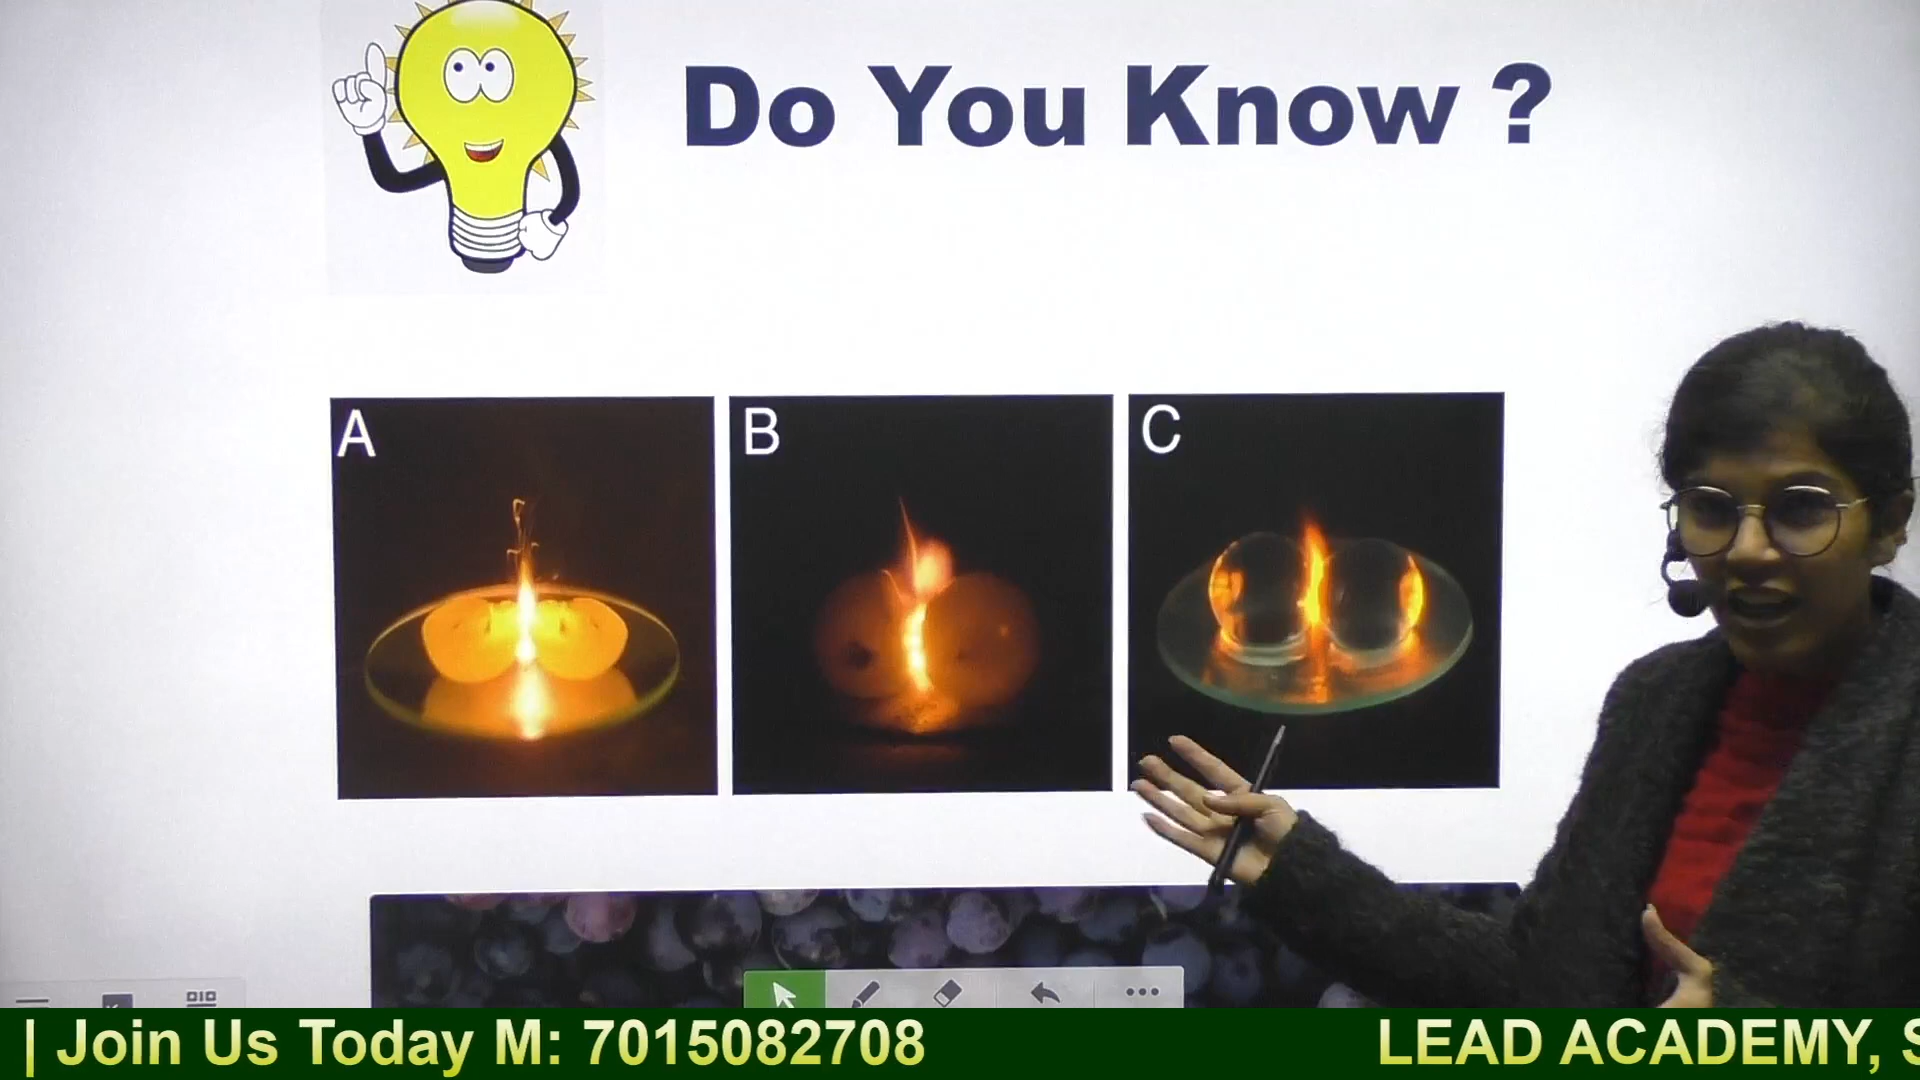 Do You Know ?
A
B
C
| Join Us Today M: 7015082708
LEAD ACADEMY, S